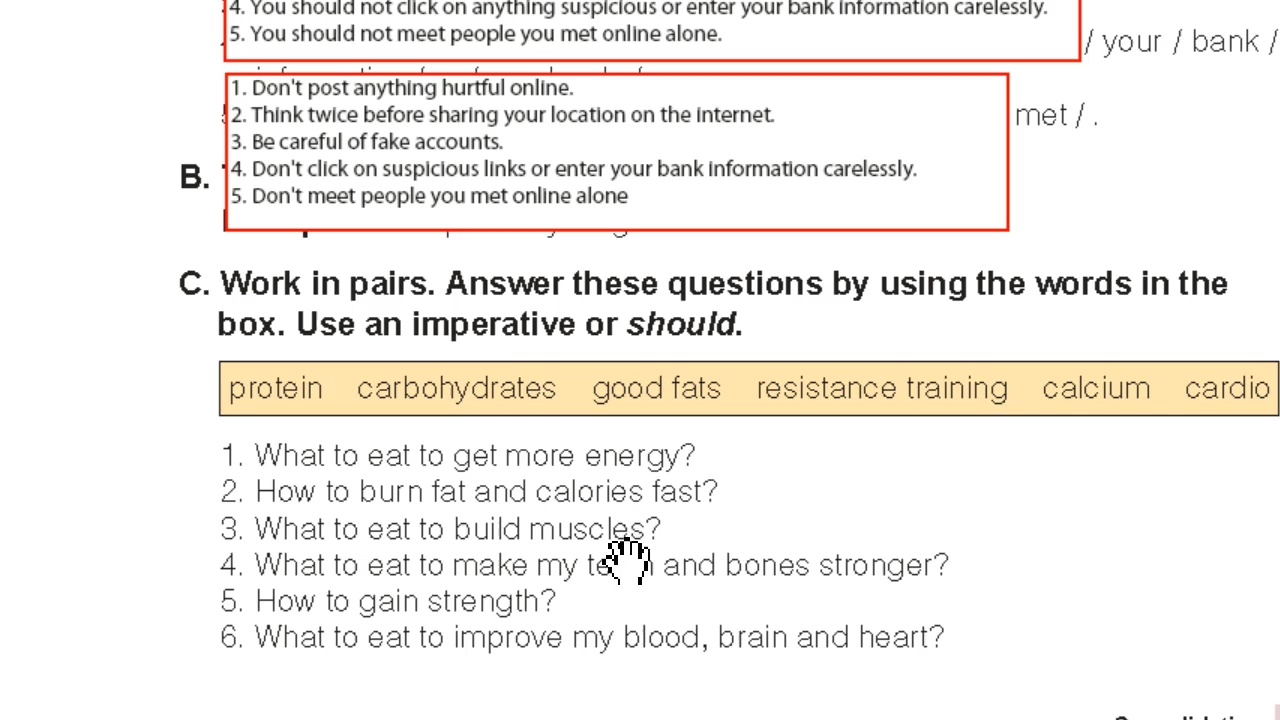 4. You should not click on anything suspicious or enter your bank information carelessly.
5. You should not meet people you met online alone.
/ your / bank /
1. Don't post anything hurtful online.
2. Think twice before sharing your location on the internet.
met / .
3. Be careful of fake accounts.
B.
4. Don't click on suspicious links or enter your bank information carelessly.
5. Don't meet people you met online alone
C. Work in pairs. Answer these questions by using the words in the
box. Use an imperative or should.
protein carbohydrates good fats resistance training calcium cardio
1. What to eat to get more energy?
2. How to burn fat and calories fast?
3. What to eat to build muscles?
4. What to eat to make my and bones stronger?
5. How to gain strength?
6. What to eat to improve my blood, brain and heart?